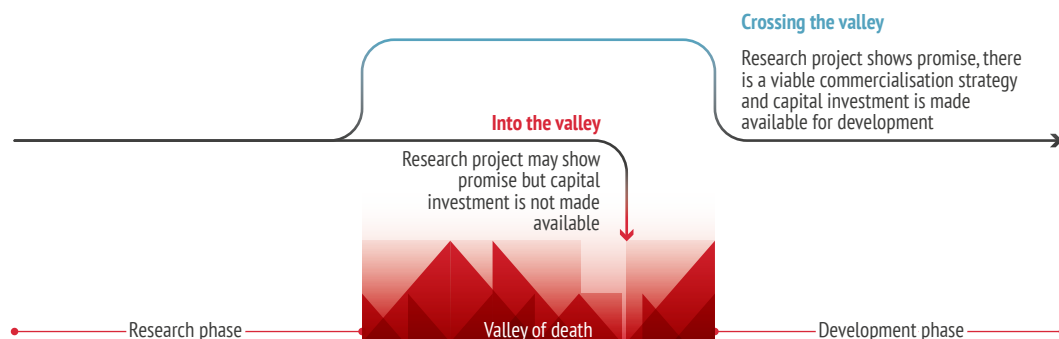 Crossing the valley
Research project shows promise, there
is a viable commercialisation strategy
and capital investment is made
available for development
Into the valley
Research project may show
promise but capital
investment is not made
available
Research phase
Valley of death
Development phase